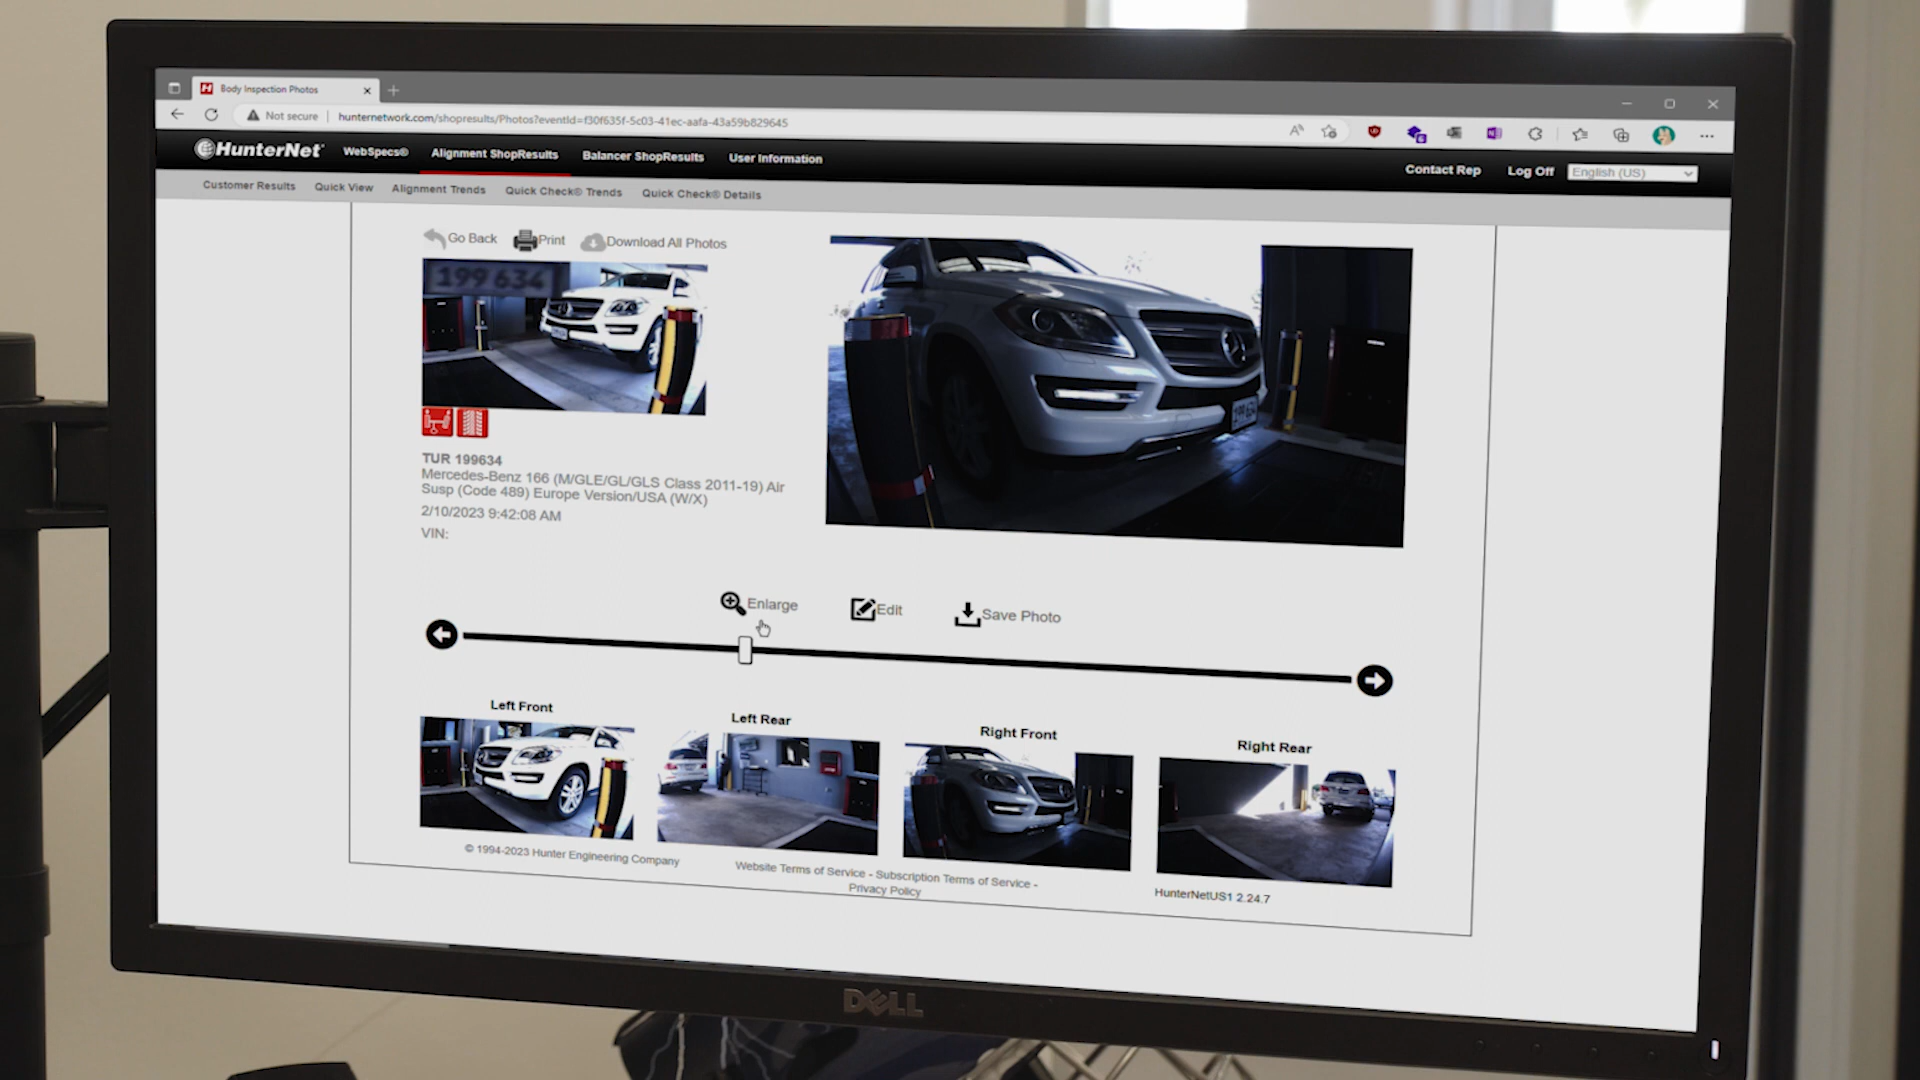 Body Inspection Photos
Not secure
hunternetwork.com/shopresults/Photos?eventId=f30f635f-5c03-41ec-aafa-43a59b829645
HunterNet
WebSpecs® Alignment ShopResults Balancer ShopResults User Information
Contact Rep Log Off English (US)
Customer Results Quick View Alignment Trends Quick Check® Trends Quick Check® Details
Go Back Print Download All Photos
199 634
199 634
TUR 199634
Mercedes-Benz 166 (M/GLE/GL/GLS Class 2011-19) Air
Susp (Code 489) Europe Version/USA (W/X)
2/10/2023 9:42:08 AM
VIN:
Enlarge Edit Save Photo
Left Front Left Rear Right Front Right Rear
© 1994-2023 Hunter Engineering Company
Website Terms of Service - Subscription Terms of Service -
Privacy Policy
HunterNetUS1 2.24.7
DELL